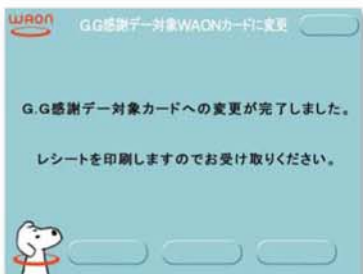 WAON
G.G感謝デー対象WAONカードに変更
G.G感謝デー対象カードへの変更が完了しました。
レシートを印刷しますのでお受け取りください。